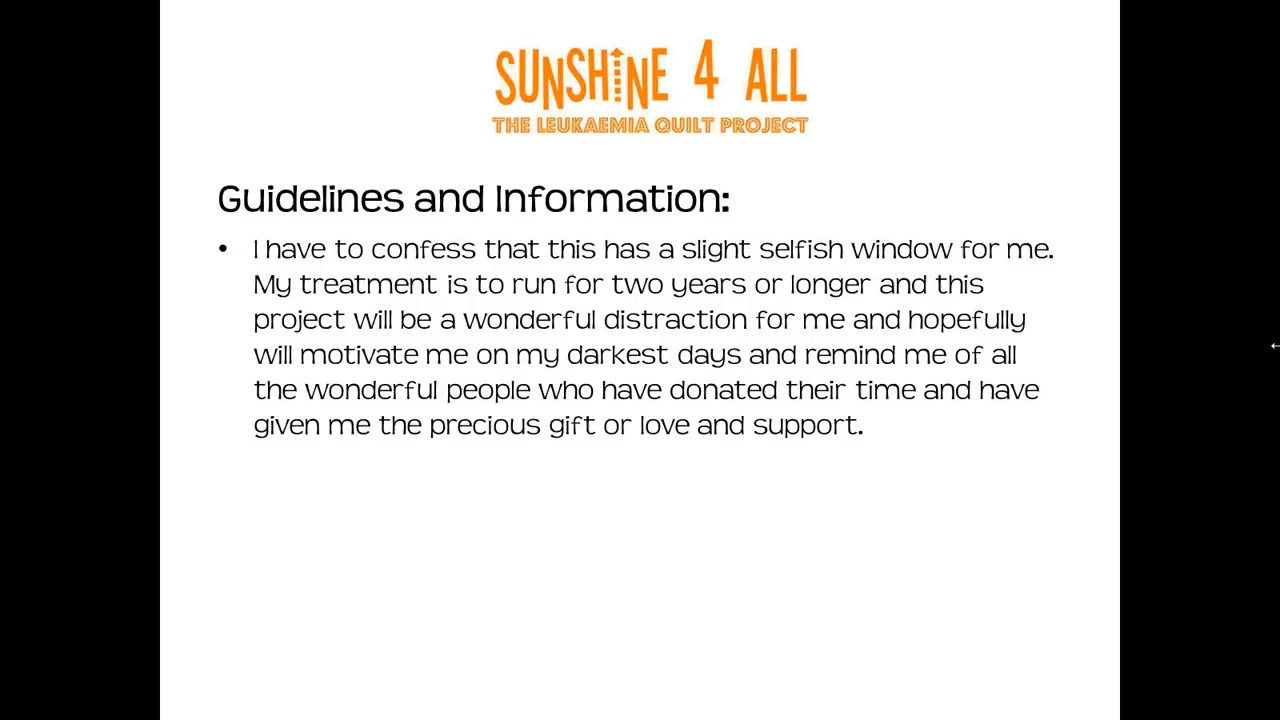 SUNSHINE 4 ALL
THE LEUKAEMIA QUILT PROJECT
Guidelines and Information:
• I have to confess that this has a slight selfish window for me.
My treatment is to run for two years or longer and this
project will be a wonderful distraction for me and hopefully
will motivate me on my darkest days and remind me of all
the wonderful people who have donated their time and have
given me the precious gift or love and support.